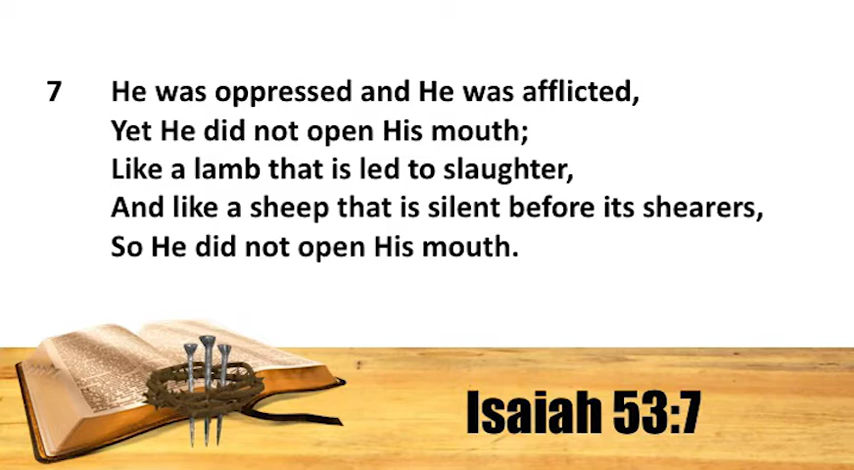 7 He was oppressed and He was afflicted,
Yet He did not open His mouth;
Like a lamb that is led to slaughter,
And like a sheep that is silent before its shearers,
So He did not open His mouth.
Isaiah 53:7